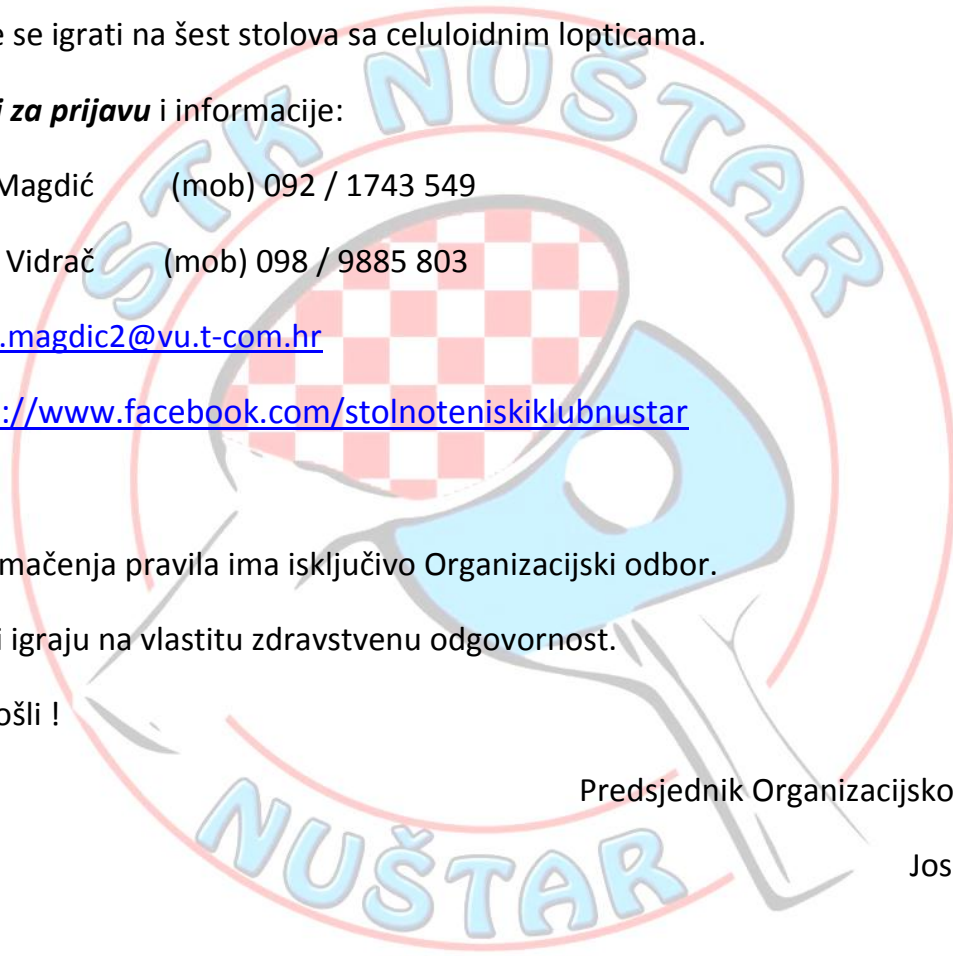 e se igrati na šest stolova sa celuloidnim lopticama.
i za prijavu i informacije:
Magdić (mob) 092 / 1743 549
Vidrač (mob) 098 / 9885 803
.magdic2@vu.t-com.hr
://www.facebook.com/stolnoteniskiklubnustar
mačenja pravila ima isključivo Organizacijski odbor.
i igraju na vlastitu zdravstvenu odgovornost.
ošli !
Predsjednik Organizacijsko
Jos
STK NUŠTAR
NUŠTAR